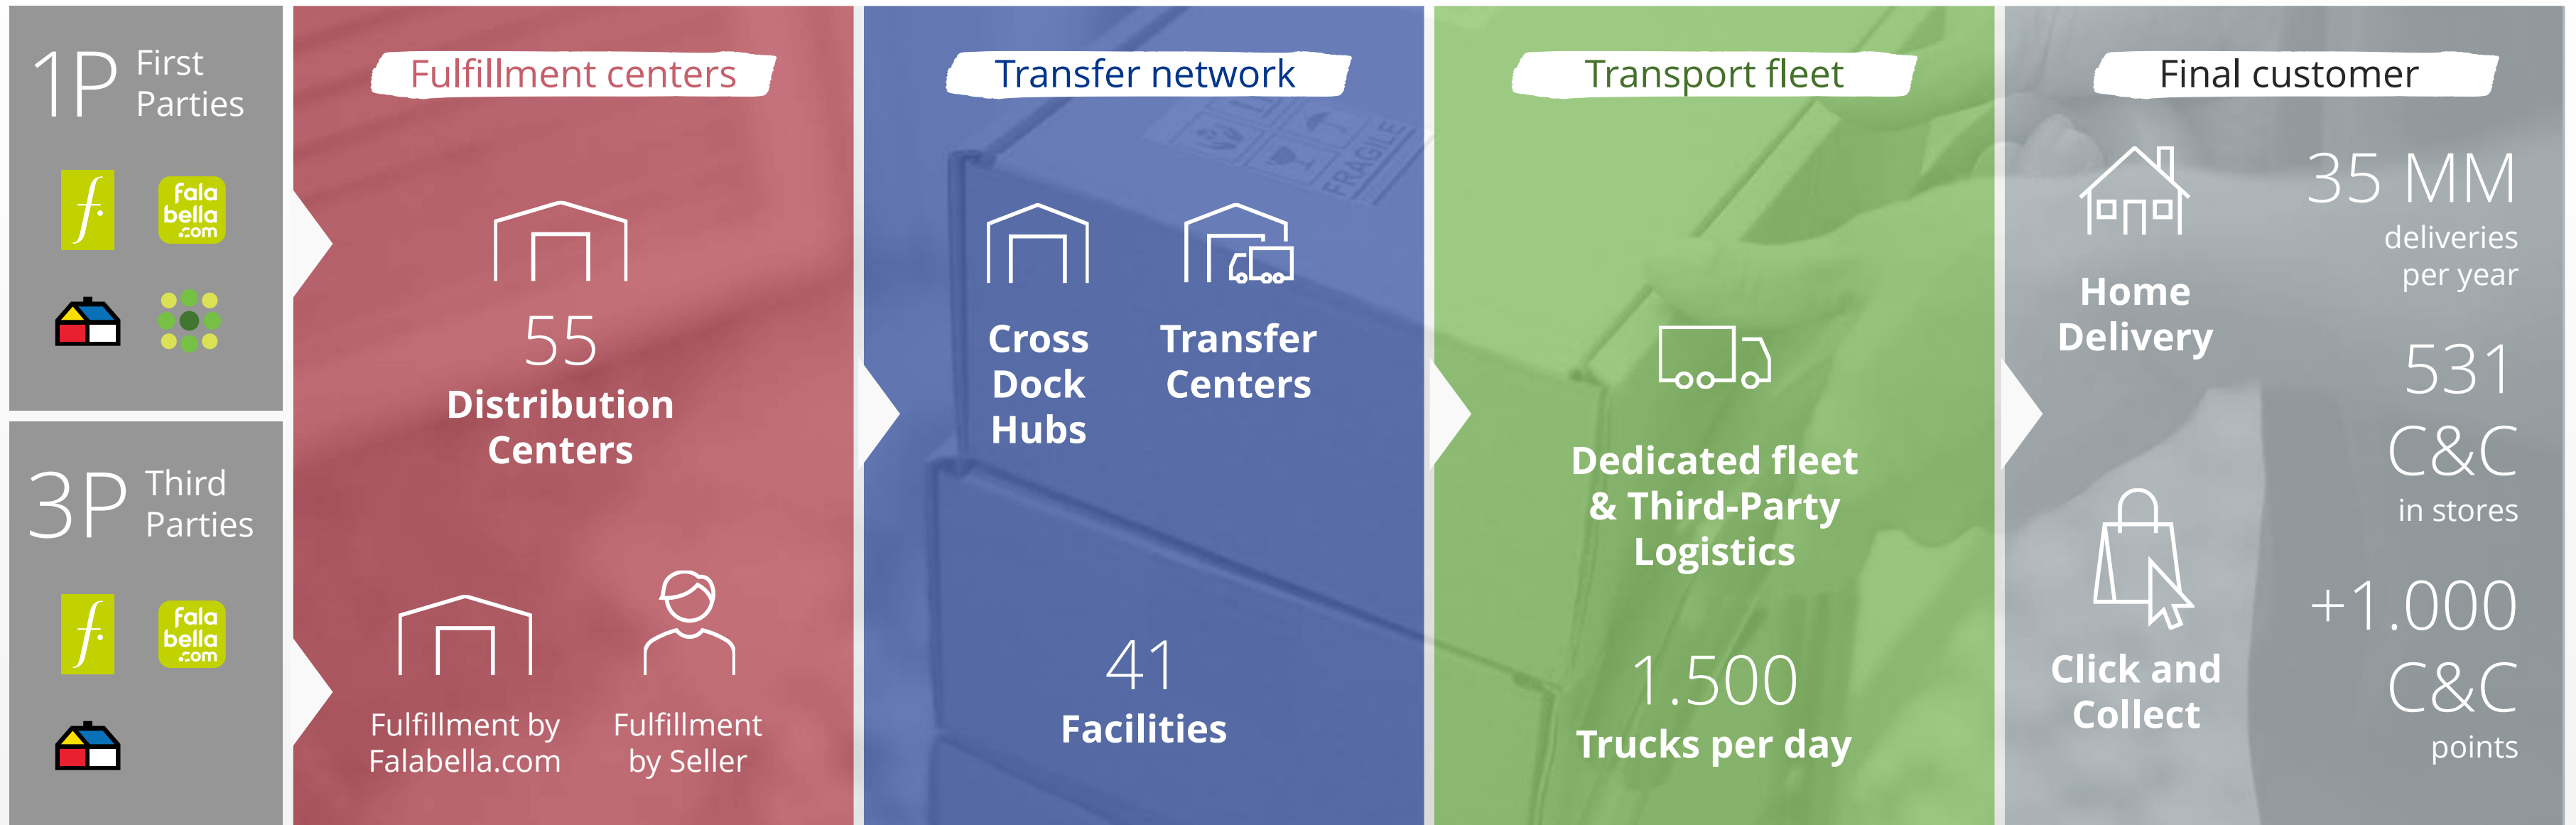 1P
First
Parties
f.
fala
bella
.com
3P
Third
Parties
f.
fala
bella
.com
Fulfillment centers
55
Distribution
Centers
Fulfillment by
Falabella.com
Fulfillment
by Seller
Transfer network
FRAGILE
Cross
Dock
Hubs
Transfer
Centers
41
Facilities
Transport fleet
Dedicated fleet
& Third-Party
Logistics
1.500
Trucks per day
Final customer
Home
Delivery
35 MM
deliveries
per year
531
C&C
in stores
Click and
Collect
+1.000
C&C
points